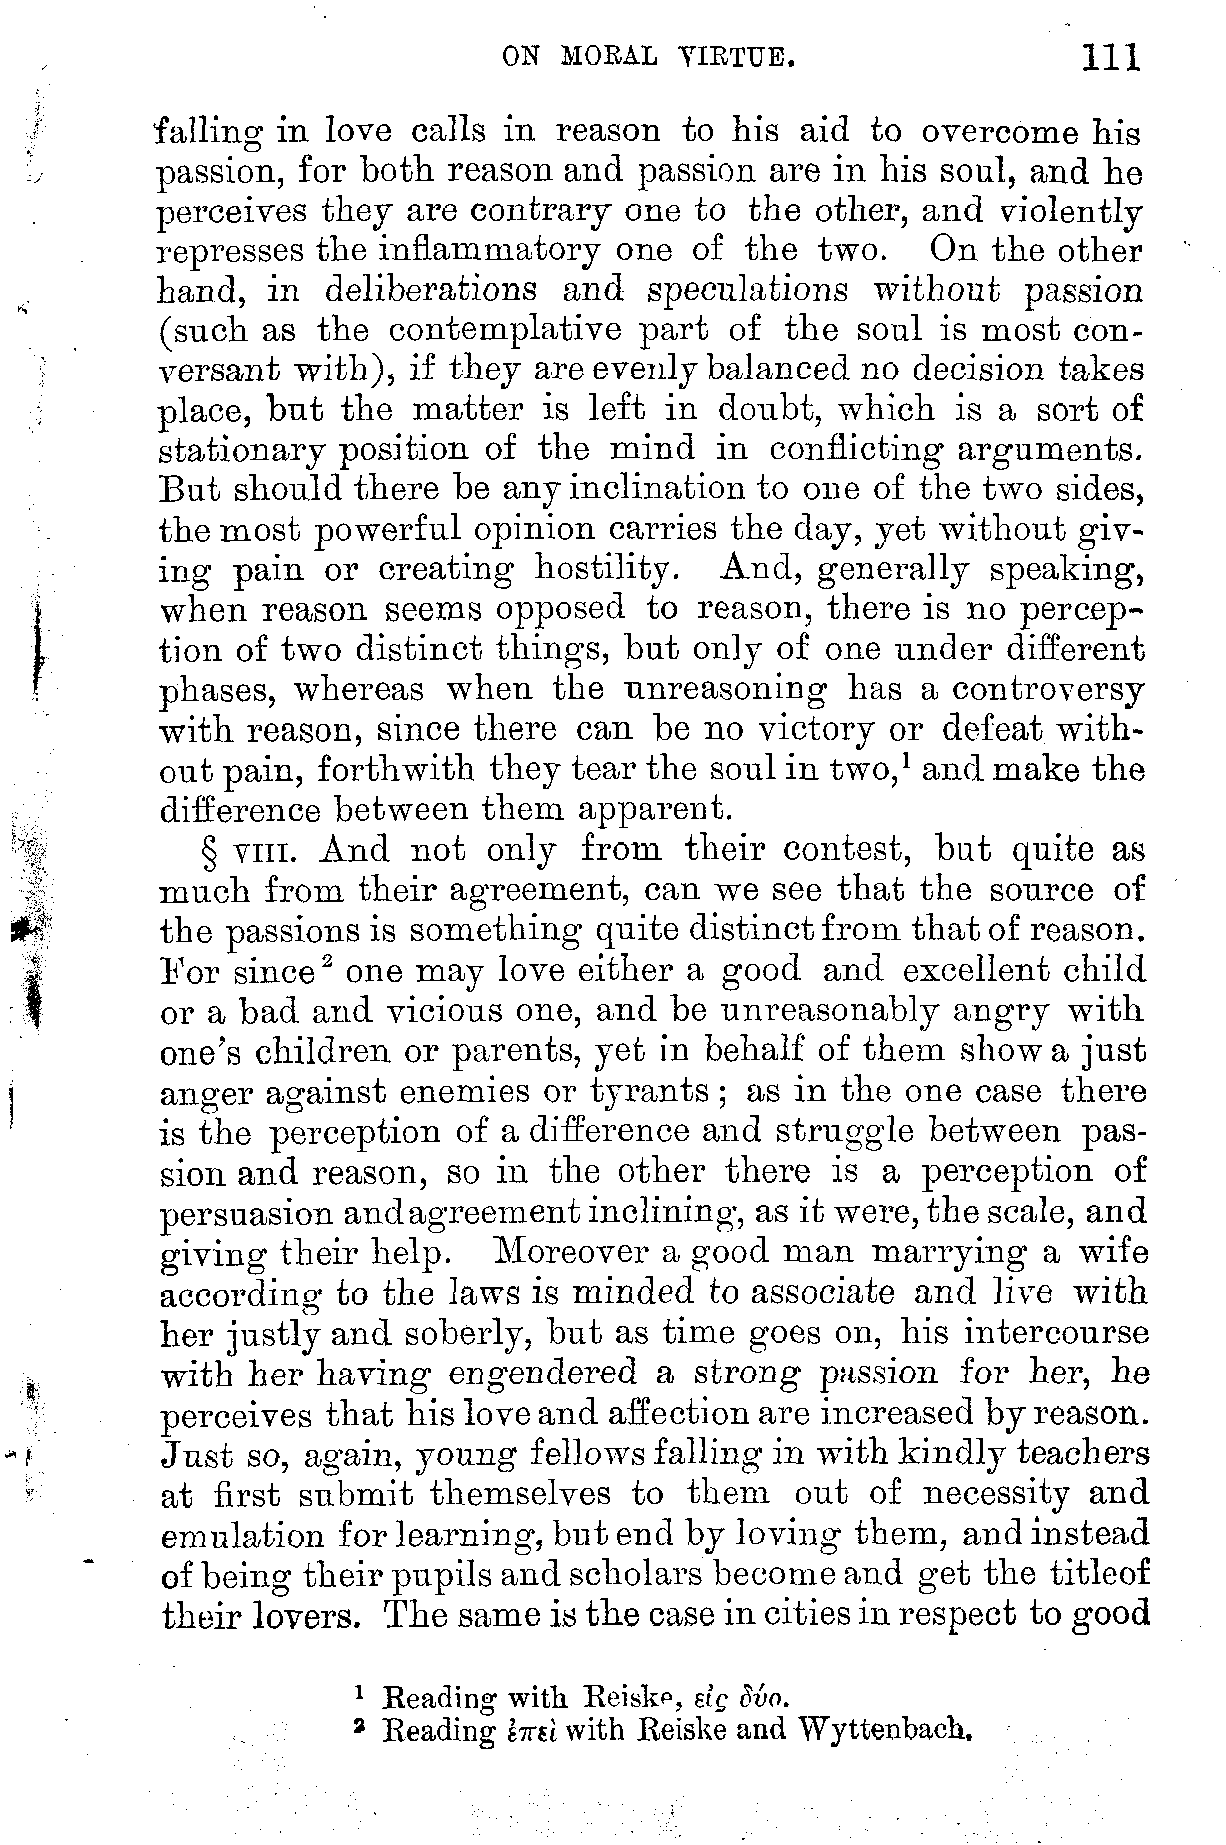 ON MORAL VIRTUE. 111
falling in love calls in reason to his aid to overcome his
passion, for both reason and passion are in his soul, and he
perceives they are contrary one to the other, and violently
represses the inflammatory one of the two. On the other
hand, in deliberations and speculations without passion
(such as the contemplative part of the soul is most con-
versant with), if they are evenly balanced no decision takes
place, but the matter is left in doubt, which is a sort of
stationary position of the mind in conflicting arguments.
But should there be any inclination to one of the two sides,
the most powerful opinion carries the day, yet without giv-
ing pain or creating hostility. And, generally speaking,
when reason seems opposed to reason, there is no percep-
tion of two distinct things, but only of one under different
phases, whereas when the unreasoning has a controversy
with reason, since there can be no victory or defeat with-
out pain, forthwith they tear the soul in two,¹ and make the
difference between them apparent.
§ VIII. And not only from their contest, but quite as
much from their agreement, can we see that the source of
the passions is something quite distinct from that of reason.
For since² one may love either a good and excellent child
or a bad and vicious one, and be unreasonably angry with
one's children or parents, yet in behalf of them show a just
anger against enemies or tyrants; as in the one case there
is the perception of a difference and struggle between pas-
sion and reason, so in the other there is a perception of
persuasion and agreement inclining, as it were, the scale, and
giving their help. Moreover a good man marrying a wife
according to the laws is minded to associate and live with
her justly and soberly, but as time goes on, his intercourse
with her having engendered a strong passion for her, he
perceives that his love and affection are increased by reason.
Just so, again, young fellows falling in with kindly teachers
at first submit themselves to them out of necessity and
emulation for learning, but end by loving them, and instead
of being their pupils and scholars become and get the title of
their lovers. The same is the case in cities in respect to good
¹ Reading with Reiske, εἰς δύο.
² Reading ἐπεὶ with Reiske and Wyttenbach.